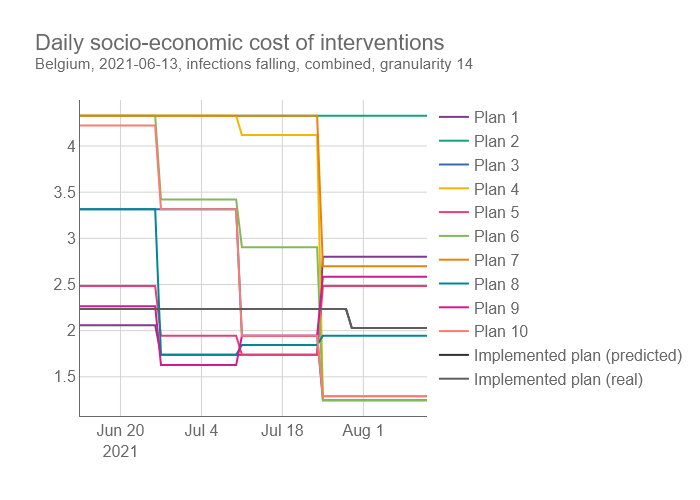 Daily socio-economic cost of interventions
Belgium, 2021-06-13, infections falling, combined, granularity 14
4
3.5
3
2.5
2
1.5
Jun 20
2021
Jul 4
Jul 18
Aug 1
Plan 1
Plan 2
Plan 3
Plan 4
Plan 5
Plan 6
Plan 7
Plan 8
Plan 9
Plan 10
Implemented plan (predicted)
Implemented plan (real)